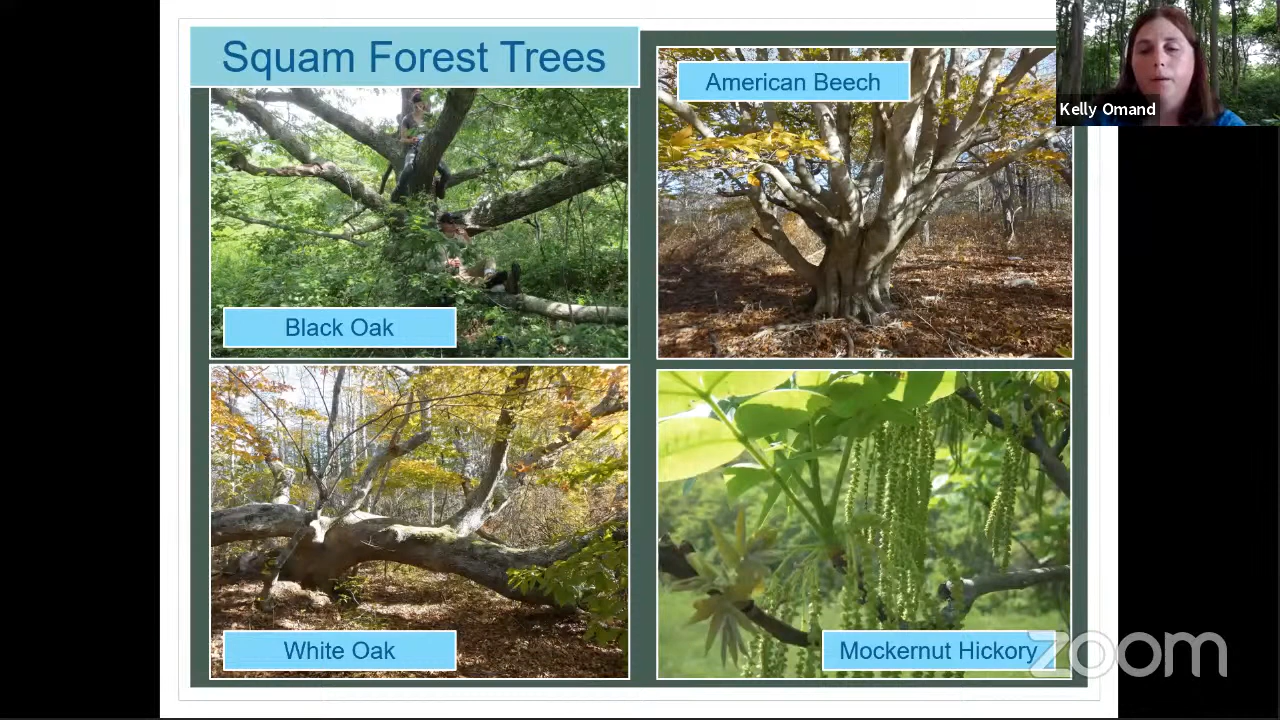 Squam Forest Trees
American Beech
Kelly Omand
Black Oak
White Oak
Mockernut Hickory
zoom